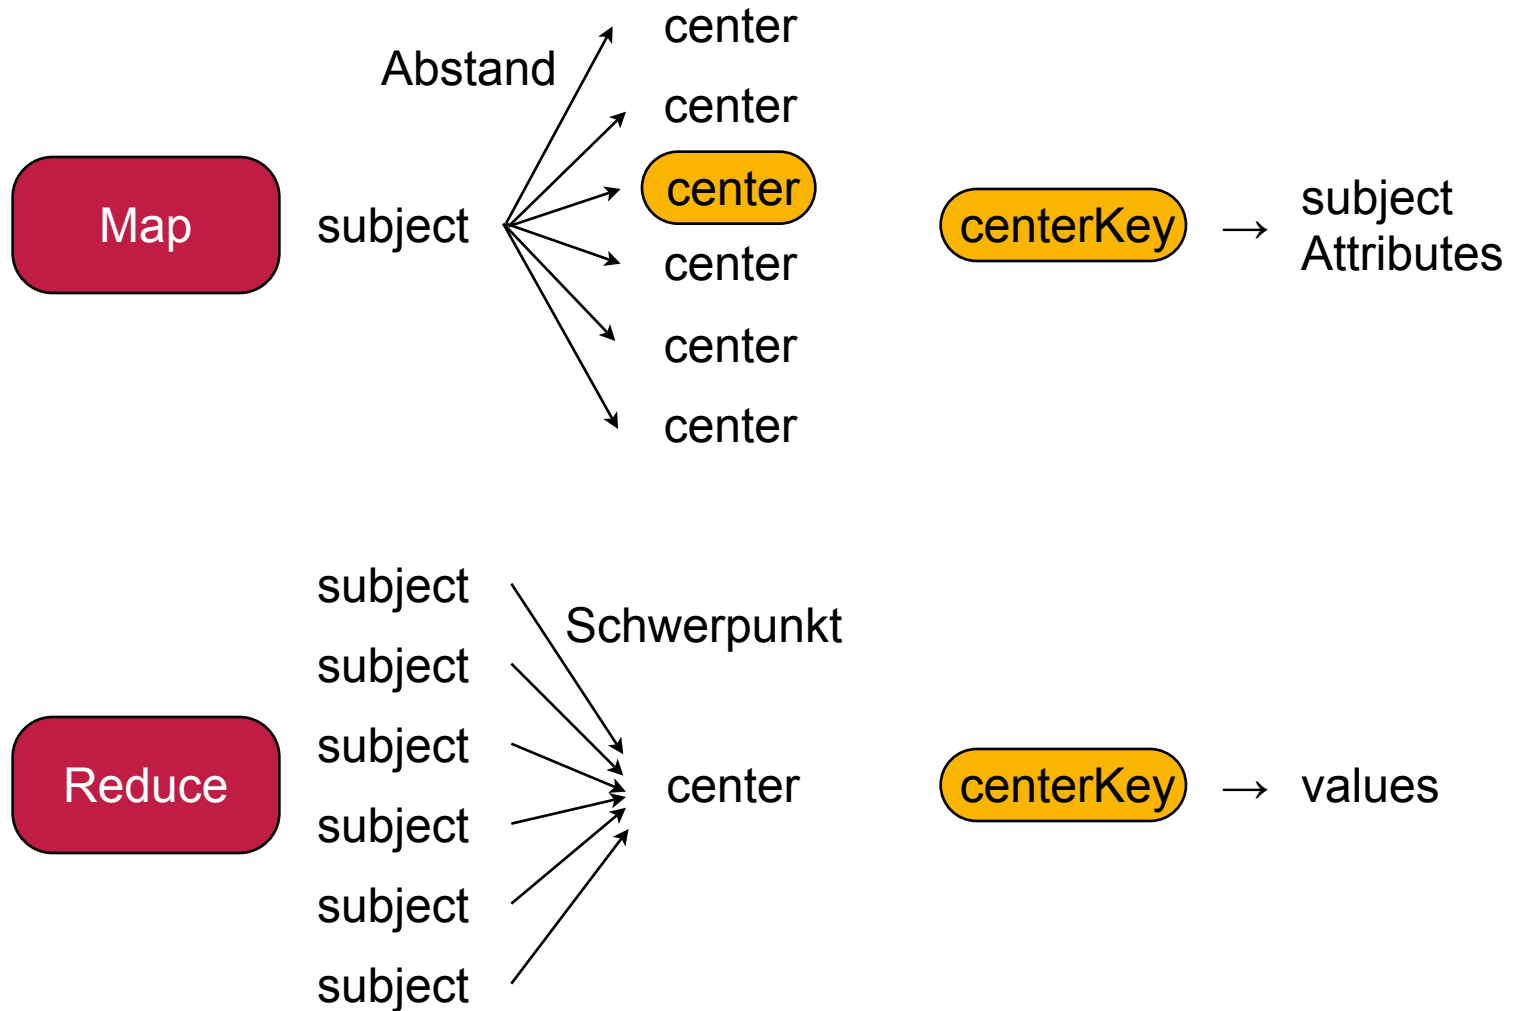 center
Abstand
center
center
Map
subject
centerKey → subject
Attributes
center
center
center
subject
Schwerpunkt
subject
subject
Reduce
center
centerKey → values
subject
subject
subject